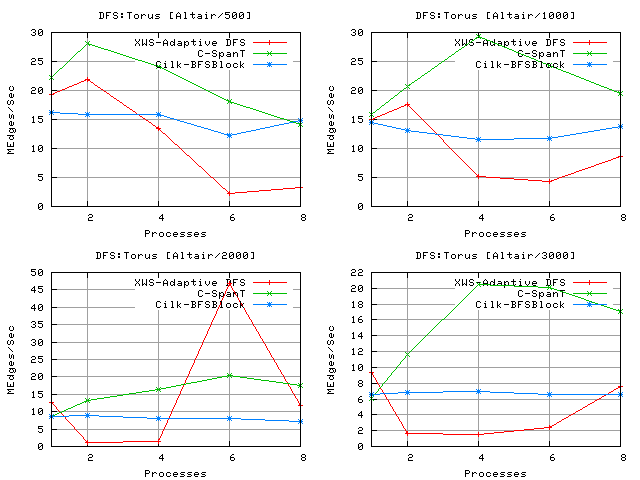 DFS:Torus [Altair/500]
30
25
20
15
10
5
0
MEdges/Sec
XWS-Adaptive DFS
C-SpanT
Cilk-BFSBlock
2 4 6 8
Processes
DFS:Torus [Altair/1000]
30
25
20
15
10
5
0
MEdges/Sec
XWS-Adaptive DFS
C-SpanT
Cilk-BFSBlock
2 4 6 8
Processes
DFS:Torus [Altair/2000]
50
45
40
35
30
25
20
15
10
5
0
MEdges/Sec
XWS-Adaptive DFS
C-SpanT
Cilk-BFSBlock
2 4 6 8
Processes
DFS:Torus [Altair/3000]
22
20
18
16
14
12
10
8
6
4
2
0
MEdges/Sec
XWS-Adaptive DFS
C-SpanT
Cilk-BFSBlock
2 4 6 8
Processes